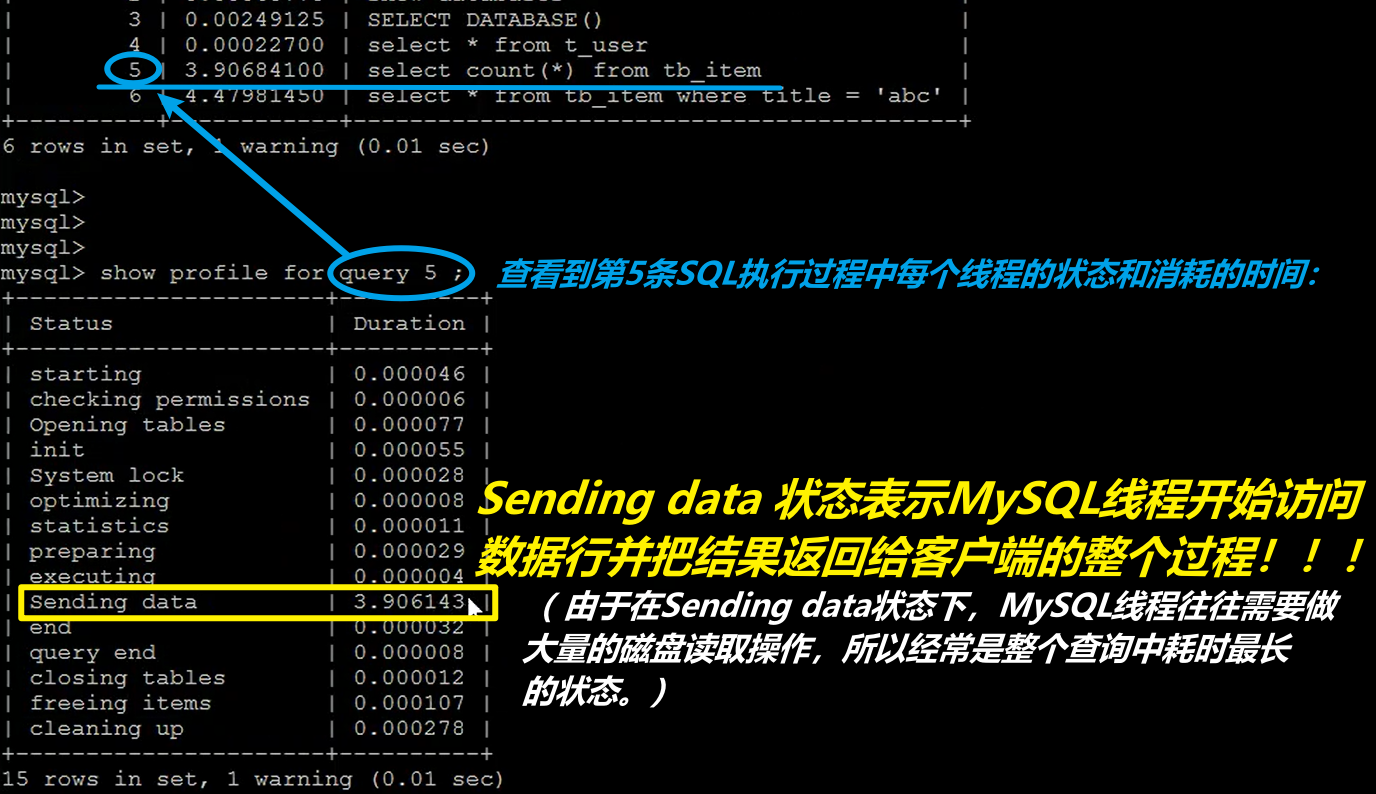 |        3 | 0.00249125 | SELECT DATABASE()                         |
|        4 | 0.00022700 | select * from t_user                      |
|        5 | 3.90684100 | select count(*) from tb_item              |
|        6 | 4.47981450 | select * from tb_item where title = 'abc' |
+----------+------------+-------------------------------------------+
6 rows in set, 1 warning (0.01 sec)
mysql>
mysql>
mysql>
mysql> show profile for query 5 ;
查看到第5条SQL执行过程中每个线程的状态和消耗的时间：
+----------------------+----------+
| Status               | Duration |
+----------------------+----------+
| starting             | 0.000046 |
| checking permissions | 0.000006 |
| Opening tables       | 0.000077 |
| init                 | 0.000055 |
| System lock          | 0.000028 |
| optimizing           | 0.000008 |
| statistics           | 0.000011 |
| preparing            | 0.000029 |
| executing            | 0.000004 |
| Sending data         | 3.906143 |
| end                  | 0.000032 |
| query end            | 0.000008 |
| closing tables       | 0.000012 |
| freeing items        | 0.000107 |
| cleaning up          | 0.000278 |
+----------------------+----------+
15 rows in set, 1 warning (0.01 sec)
Sending data 状态表示MySQL线程开始访问
数据行并把结果返回给客户端的整个过程！！！
（ 由于在Sending data状态下，MySQL线程往往需要做
大量的磁盘读取操作，所以经常是整个查询中耗时最长
的状态。）